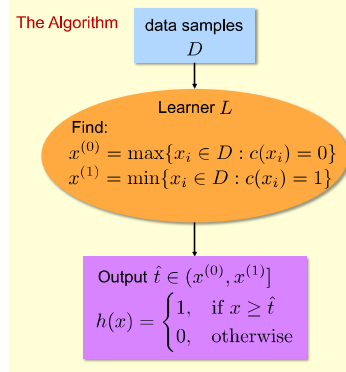 The Algorithm
data samples
D
Learner L
Find:
x^{(0)} = max{x_i ∈ D : c(x_i) = 0}
x^{(1)} = min{x_i ∈ D : c(x_i) = 1}
Output t̂ ∈ (x^{(0)}, x^{(1)}]
h(x) = { 1, if x ≥ t̂
0, otherwise